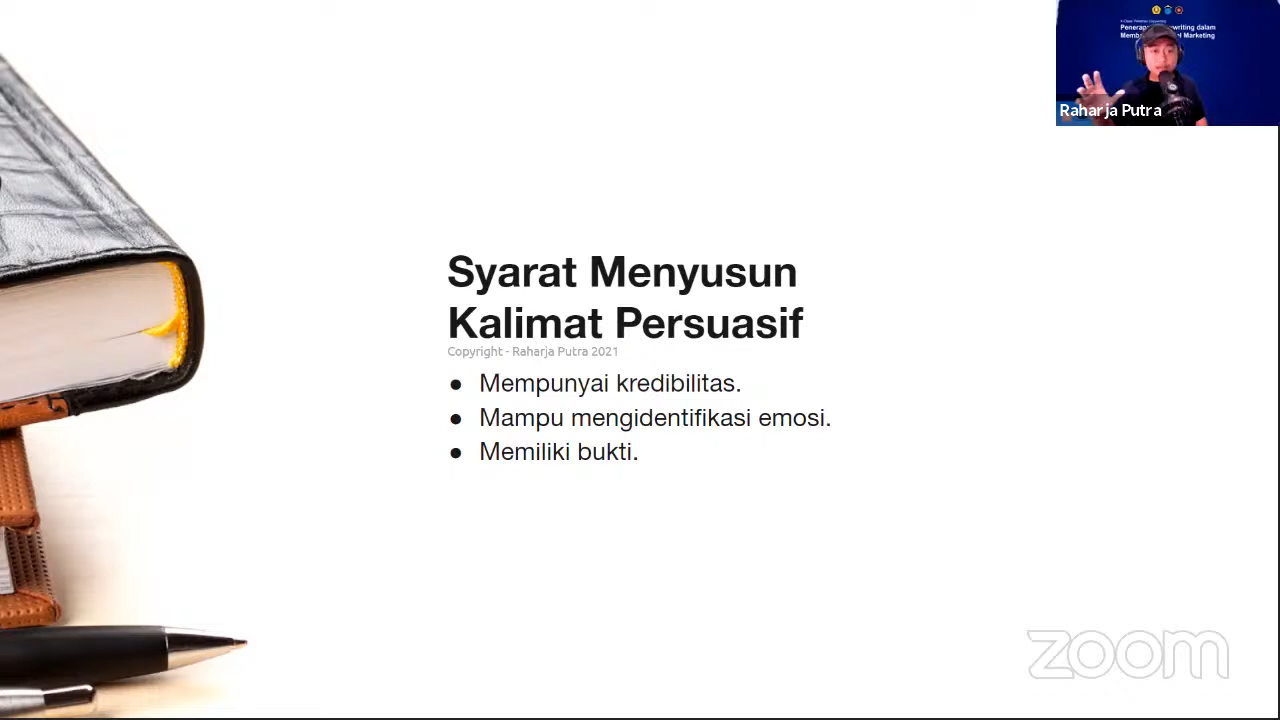 Raharja Putra
Syarat Menyusun
Kalimat Persuasif
Copyright - Raharja Putra 2021
● Mempunyai kredibilitas.
● Mampu mengidentifikasi emosi.
● Memiliki bukti.
zoom